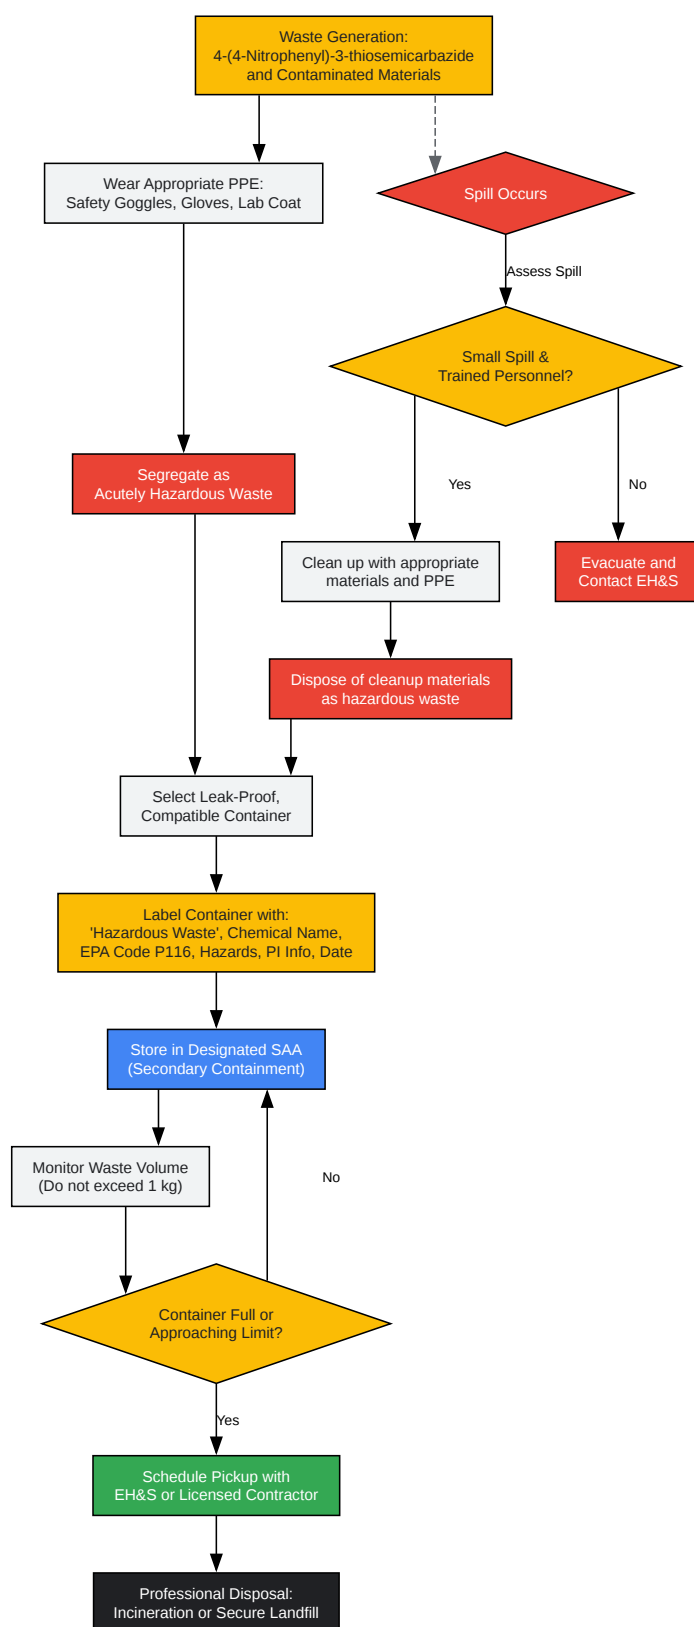 Waste Generation:
4-(4-Nitrophenyl)-3-thiosemicarbazide
and Contaminated Materials
Wear Appropriate PPE:
Safety Goggles, Gloves, Lab Coat
Spill Occurs
Assess Spill
Small Spill &
Trained Personnel?
Segregate as
Acutely Hazardous Waste
Yes
No
Clean up with appropriate
materials and PPE
Evacuate and
Contact EH&S
Dispose of cleanup materials
as hazardous waste
Select Leak-Proof,
Compatible Container
Label Container with:
'Hazardous Waste', Chemical Name,
EPA Code P116, Hazards, PI Info, Date
Store in Designated SAA
(Secondary Containment)
Monitor Waste Volume
(Do not exceed 1 kg)
No
Container Full or
Approaching Limit?
Yes
Schedule Pickup with
EH&S or Licensed Contractor
Professional Disposal:
Incineration or Secure Landfill